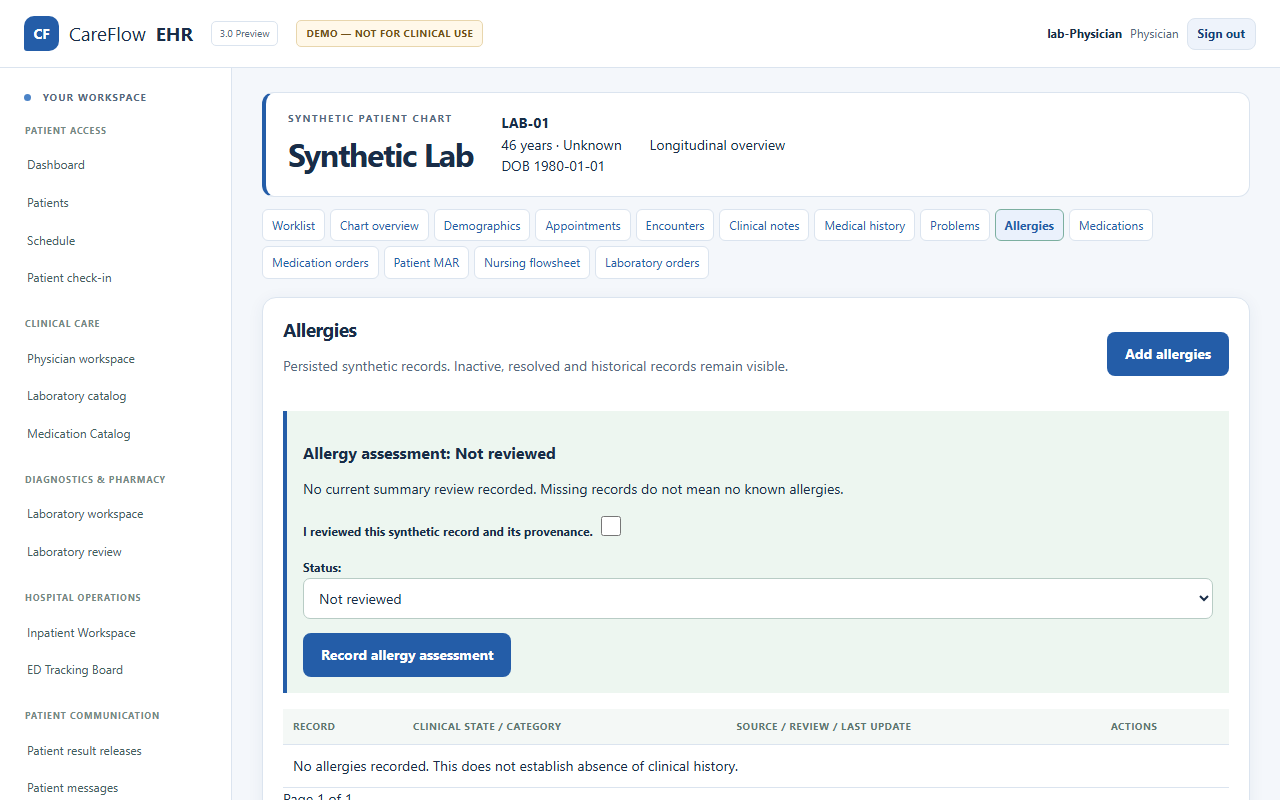 CF CareFlow EHR 3.0 Preview DEMO — NOT FOR CLINICAL USE lab-Physician Physician Sign out
YOUR WORKSPACE
PATIENT ACCESS
Dashboard
Patients
Schedule
Patient check-in
CLINICAL CARE
Physician workspace
Laboratory catalog
Medication Catalog
DIAGNOSTICS & PHARMACY
Laboratory workspace
Laboratory review
HOSPITAL OPERATIONS
Inpatient Workspace
ED Tracking Board
PATIENT COMMUNICATION
Patient result releases
Patient messages
SYNTHETIC PATIENT CHART
Synthetic Lab
LAB-01
46 years · Unknown Longitudinal overview
DOB 1980-01-01
Worklist Chart overview Demographics Appointments Encounters Clinical notes Medical history Problems Allergies Medications
Medication orders Patient MAR Nursing flowsheet Laboratory orders
Allergies
Persisted synthetic records. Inactive, resolved and historical records remain visible.
Add allergies
Allergy assessment: Not reviewed
No current summary review recorded. Missing records do not mean no known allergies.
I reviewed this synthetic record and its provenance.
Status:
Not reviewed
Record allergy assessment
RECORD CLINICAL STATE / CATEGORY SOURCE / REVIEW / LAST UPDATE ACTIONS
No allergies recorded. This does not establish absence of clinical history.
Page 1 of 1